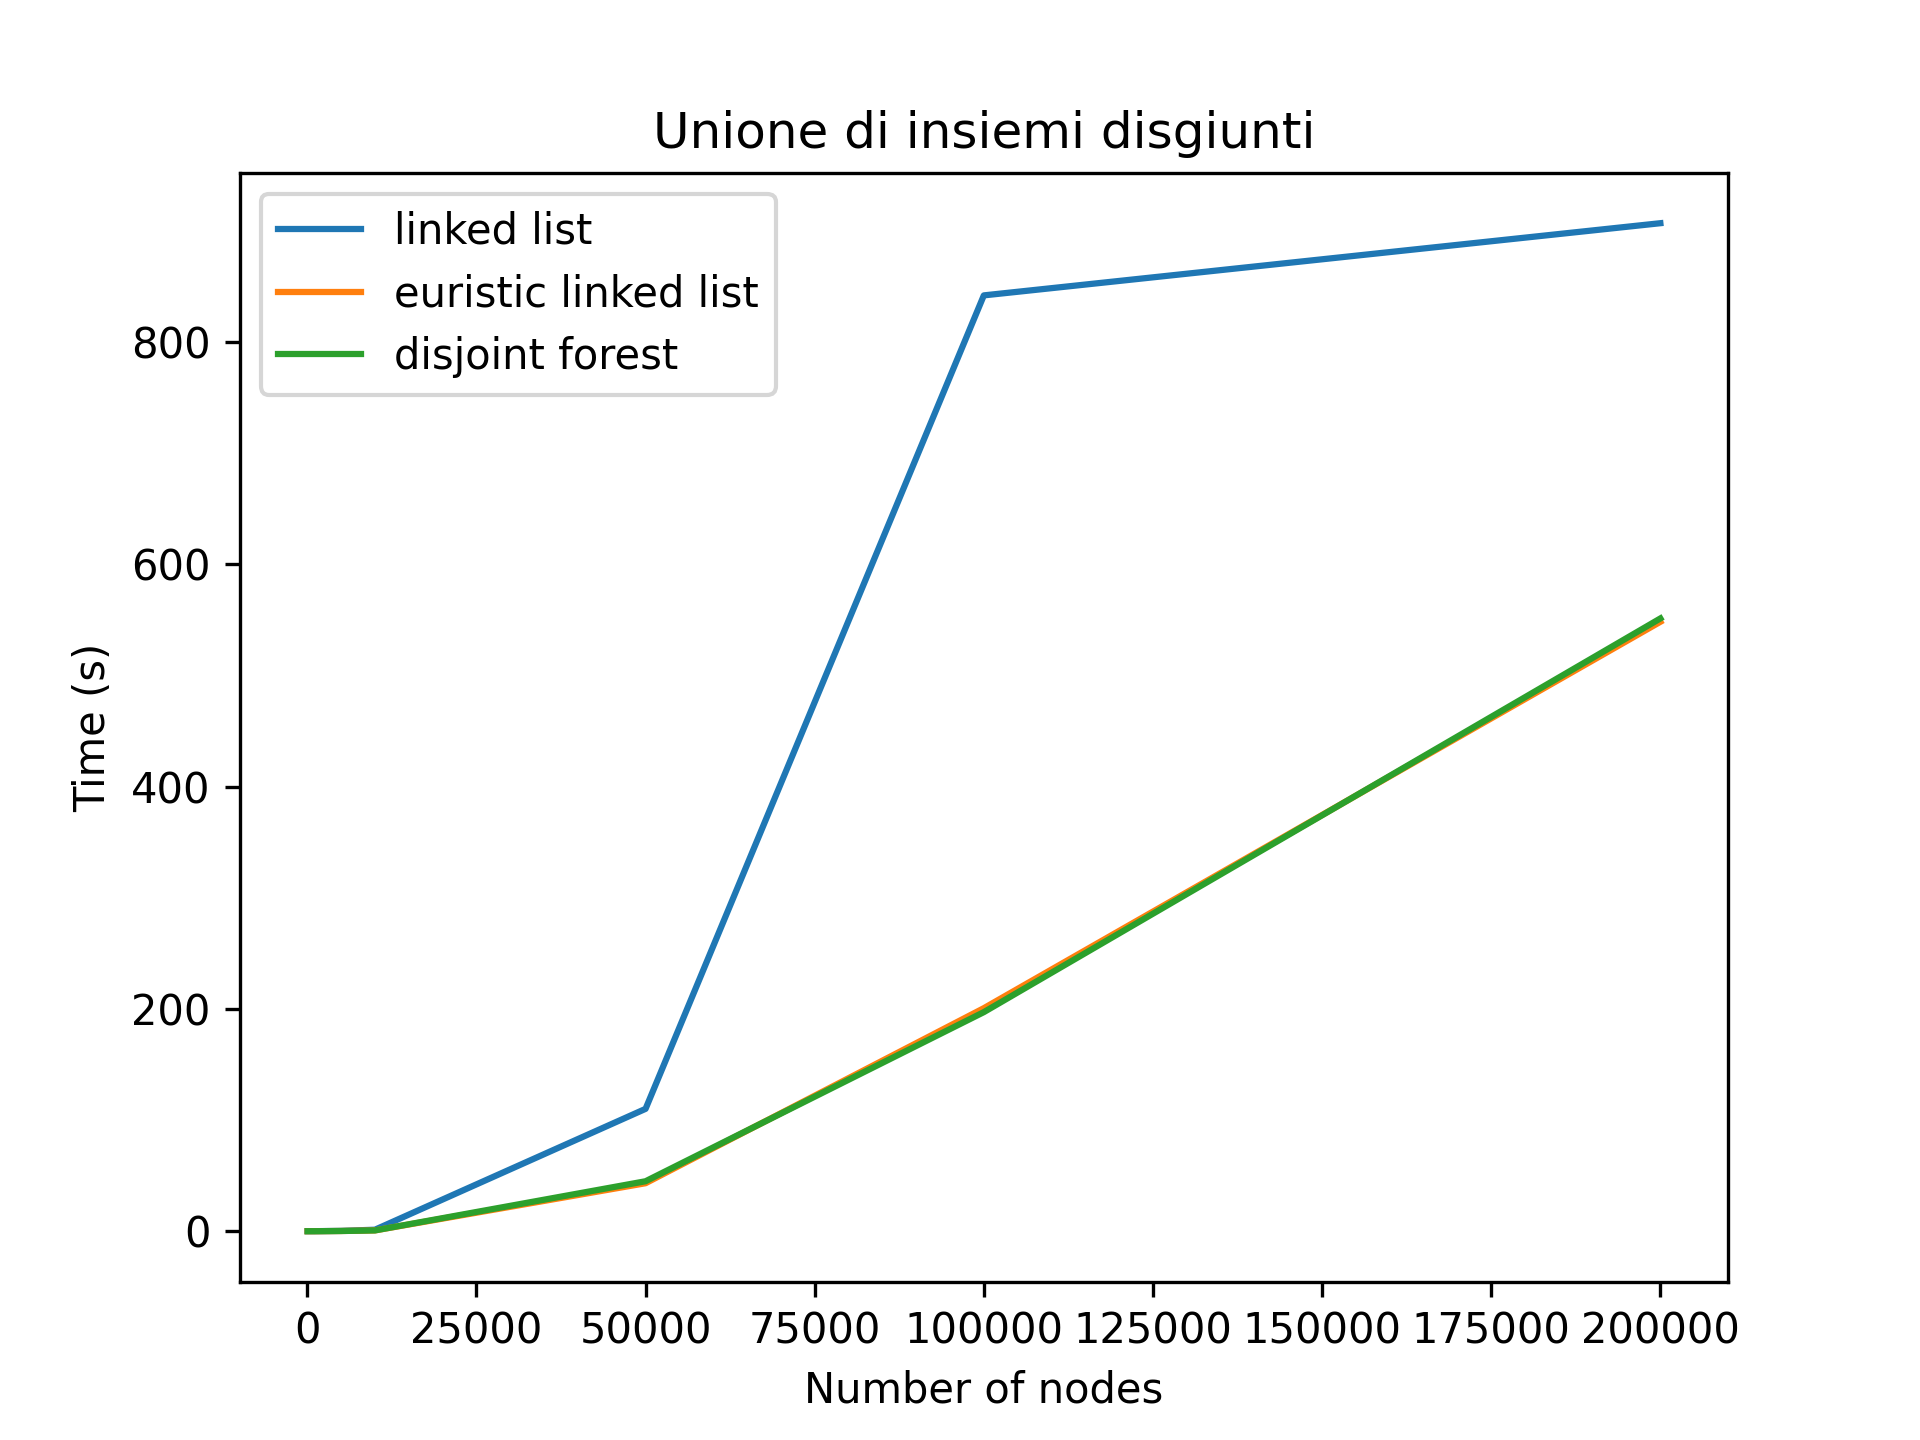 Unione di insiemi disgiunti
linked list
euristic linked list
disjoint forest
800
600
400
200
0
Time (s)
0 25000 50000 75000 100000 125000 150000 175000 200000
Number of nodes